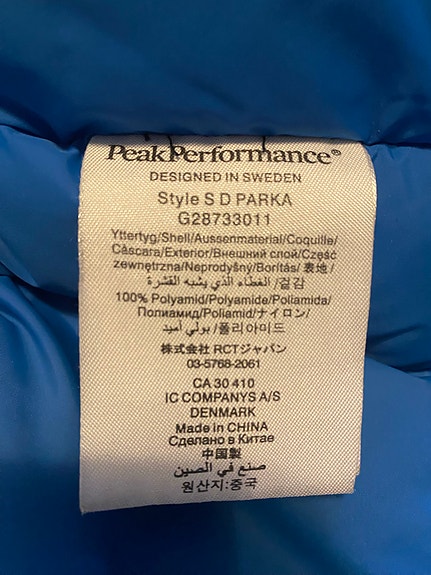 PeakPerformance®
DESIGNED IN SWEDEN
Style S D PARKA
G28733011
Yttertyg/Shell/Aussenmaterial/Coquille/
Càscara/Exterior/Внешний слой/Część
zewnętrzna/Neprodyšný/Borítás/ 表地 /
걸감/ الغطاء الذي يشبه القشرة
100% Polyamid/Polyamide/Poliamida/
Полиамид/Poliamid/ナイロン/
폴리아미드/ بولي أميد
株式会社 RCTジャパン
03-5768-2061
CA 30 410
IC COMPANYS A/S
DENMARK
Made in CHINA
Сделано в Китае
中国製
صنع في الصين
원산지:중국